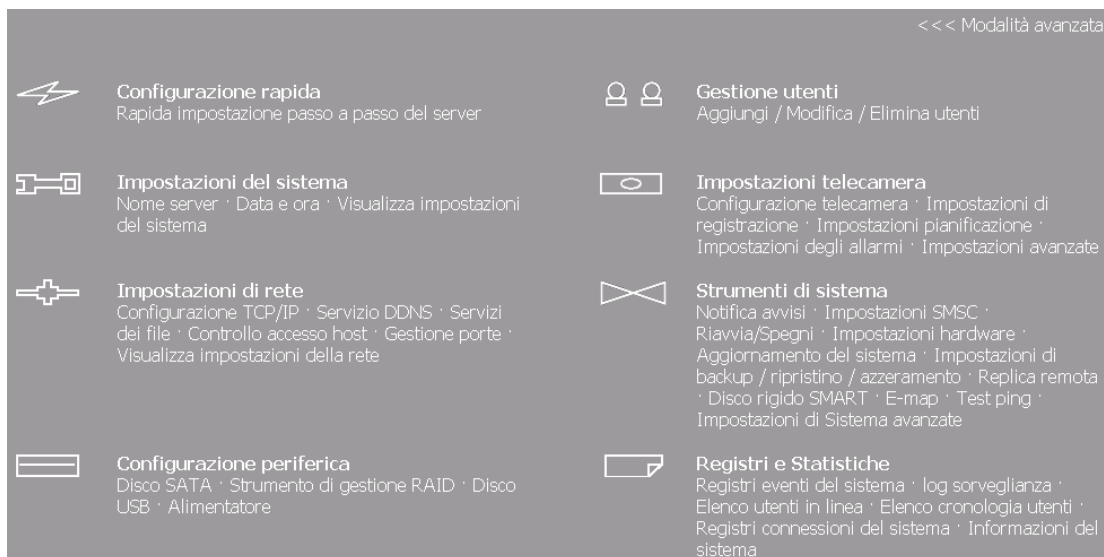 <<< Modalità avanzata
Configurazione rapida
Rapida impostazione passo a passo del server
Gestione utenti
Aggiungi / Modifica / Elimina utenti
Impostazioni del sistema
Nome server · Data e ora · Visualizza impostazioni
del sistema
Impostazioni telecamera
Configurazione telecamera · Impostazioni di
registrazione · Impostazioni pianificazione ·
Impostazioni degli allarmi · Impostazioni avanzate
Impostazioni di rete
Configurazione TCP/IP · Servizio DDNS · Servizi
dei file · Controllo accesso host · Gestione porte ·
Visualizza impostazioni della rete
Strumenti di sistema
Notifica avvisi · Impostazioni SMSC ·
Riavvia/Spegni · Impostazioni hardware ·
Aggiornamento del sistema · Impostazioni di
backup / ripristino / azzeramento · Replica remota
· Disco rigido SMART · E-map · Test ping ·
Impostazioni di Sistema avanzate
Configurazione periferica
Disco SATA · Strumento di gestione RAID · Disco
USB · Alimentatore
Registri e Statistiche
Registri eventi del sistema · log sorveglianza ·
Elenco utenti in linea · Elenco cronologia utenti ·
Registri connessioni del sistema · Informazioni del
sistema